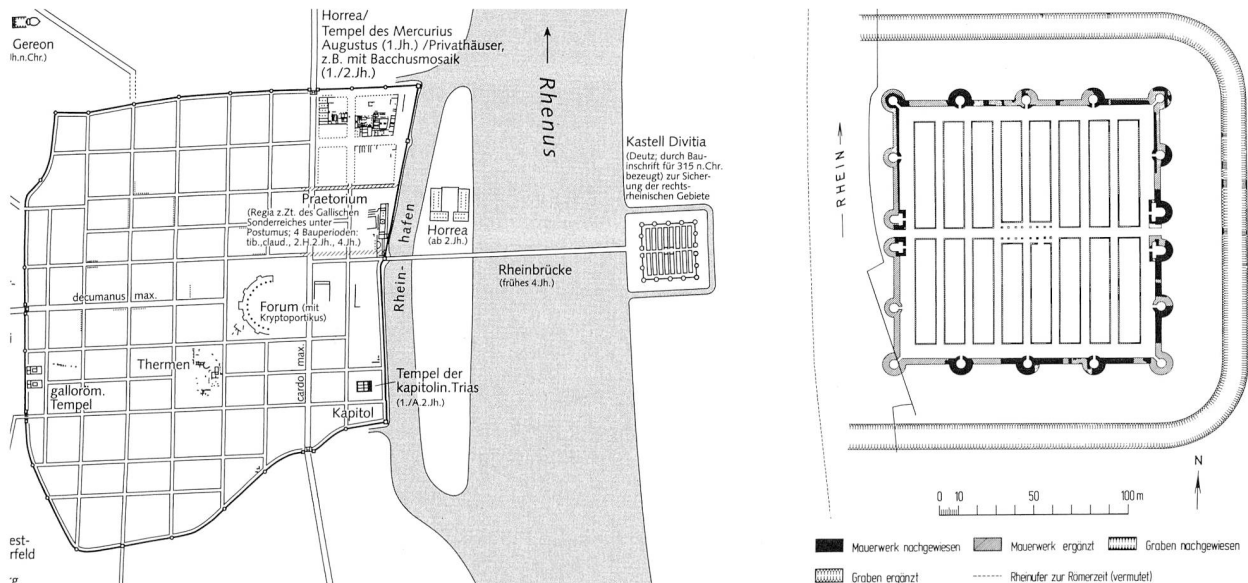 Gereon
Jh.n.Chr.)
Horrea/
Tempel des Mercurius
Augustus (1.Jh.) /Privathäuser,
z.B. mit Bacchusmosaik
(1./2.Jh.)
Rhenus
Kastell Divitia
(Deutz; durch Bau-
inschrift für 315 n.Chr.
bezeugt) zur Sicher-
ung der rechts-
rheinischen Gebiete
Praetorium
(Regia z.Zt. des Gallischen
Sonderreiches unter
Postumus; 4 Bauperioden:
tib.,claud., 2.H.2.Jh., 4.Jh.)
Rhein-
hafen
Horrea
(ab 2.Jh.)
Rheinbrücke
(frühes 4.Jh.)
decumanus max.
Forum (mit
Kryptoportikus)
Thermen
galloröm.
Tempel
cardo max.
Tempel der
kapitolin.Trias
(1./A.2.Jh.)
Kapitol
est-
rfeld
RHEIN
N
0 10 50 100 m
Mauerwerk nachgewiesen
Mauerwerk ergänzt
Graben nachgewiesen
Graben ergänzt
Rheinufer zur Römerzeit (vermutet)